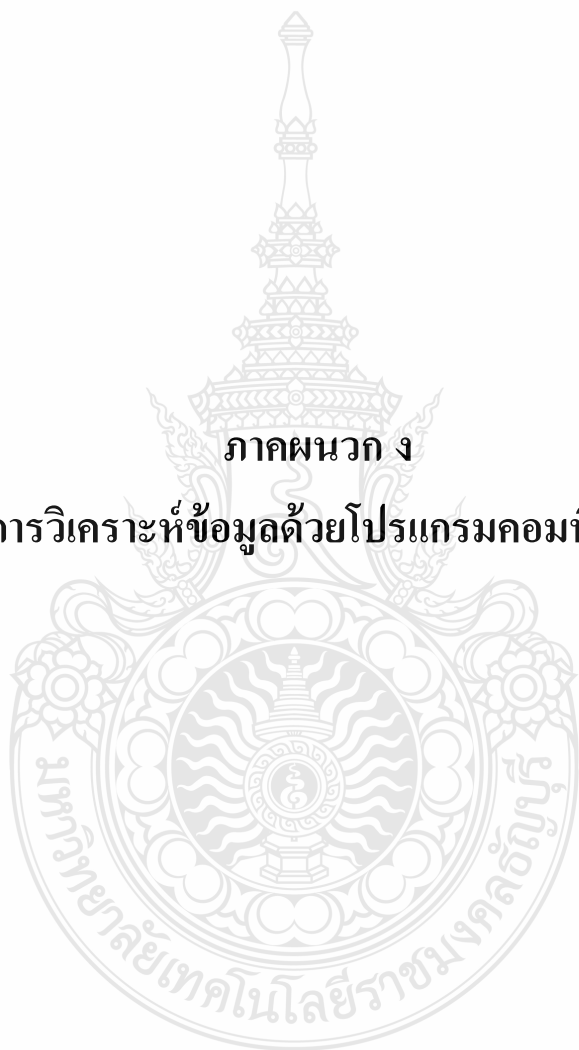 ภาคผนวก ง
การวิเคราะห์ข้อมูลด้วยโปรแกรม
มหาวิทยาลัยเทคโนโลยีราชมงคลธัญบุรี